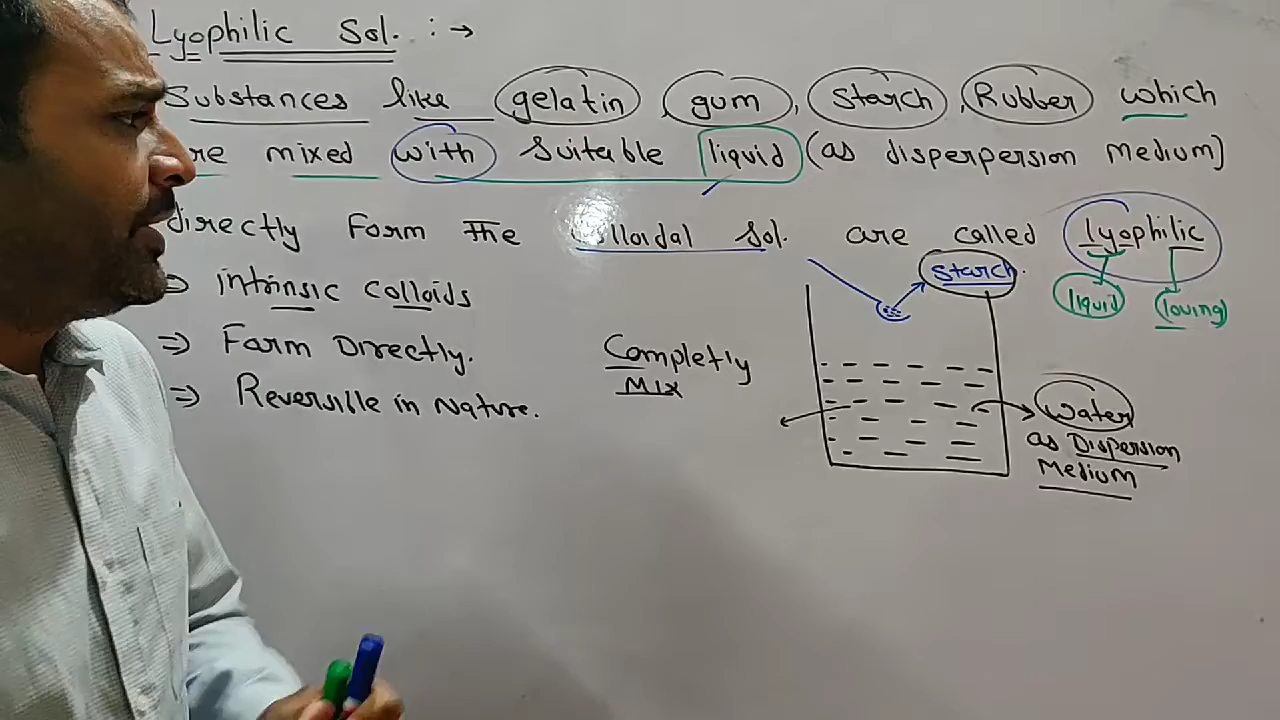 Lyophilic Sol. :→
Substances like gelatin, gum, Starch, Rubber which
re mixed with Suitable liquid (as disperpersion Medium)
directly Form the Colloidal Sol. are called lyophilic
starch.
liquid loving
⇒ intrinsic Colloids
⇒ Form Directly.
⇒ Reversible in Nature.
Completly
Mix
Water
as Dispersion
Medium